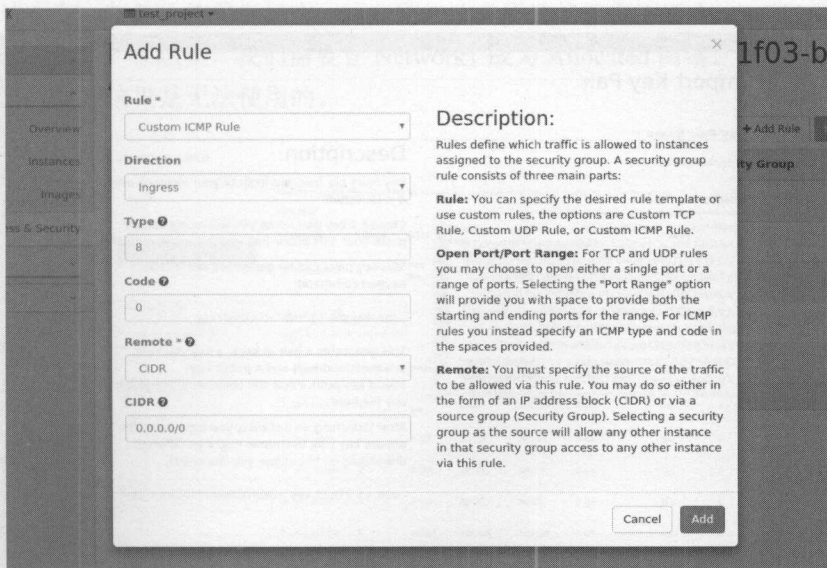 test_project
Add Rule
×
1f03-b
Rule *
Custom ICMP Rule
Direction
Ingress
Type
8
Code
0
Remote *
CIDR
CIDR
0.0.0.0/0
Description:
Rules define which traffic is allowed to instances
assigned to the security group. A security group
rule consists of three main parts:
Rule: You can specify the desired rule template or
use custom rules, the options are Custom TCP
Rule, Custom UDP Rule, or Custom ICMP Rule.
Open Port/Port Range: For TCP and UDP rules
you may choose to open either a single port or a
range of ports. Selecting the "Port Range" option
will provide you with space to provide both the
starting and ending ports for the range. For ICMP
rules you instead specify an ICMP type and code in
the spaces provided.
Remote: You must specify the source of the traffic
to be allowed via this rule. You may do so either in
the form of an IP address block (CIDR) or via a
source group (Security Group). Selecting a security
group as the source will allow any other instance
in that security group access to any other instance
via this rule.
Cancel
Add
Overview
Instances
Images
ss & Security
+ Add Rule
ty Group